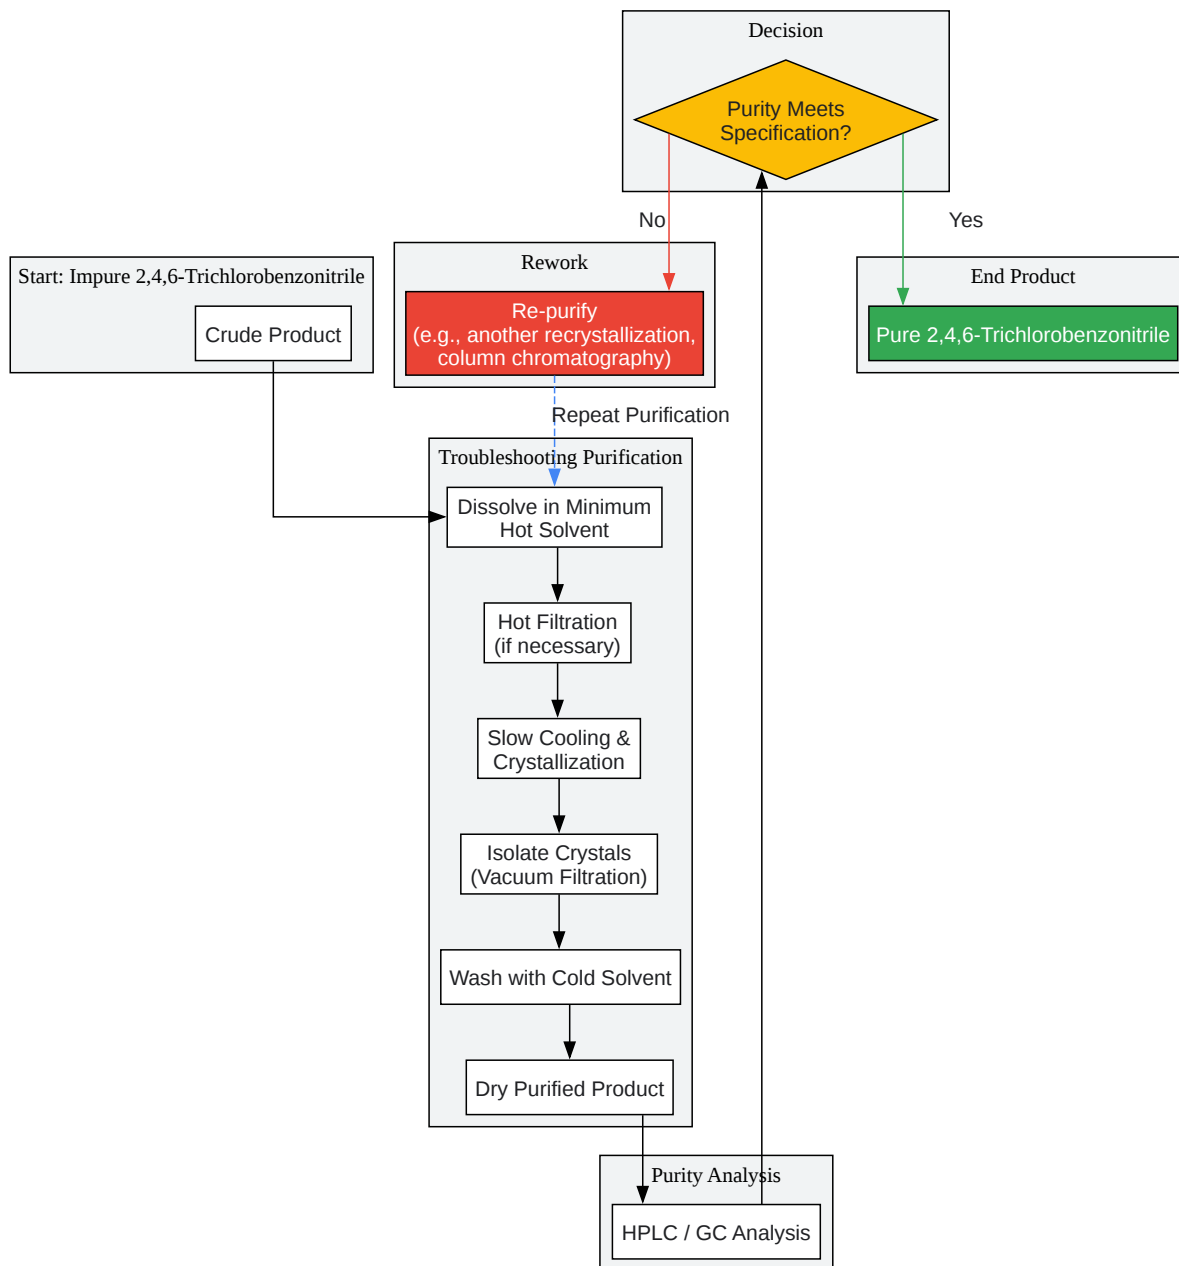 Decision
Purity Meets
Specification?
No
Yes
Start: Impure 2,4,6-Trichlorobenzonitrile
Crude Product
Rework
Re-purify
(e.g., another recrystallization,
column chromatography)
End Product
Pure 2,4,6-Trichlorobenzonitrile
Repeat Purification
Troubleshooting Purification
Dissolve in Minimum
Hot Solvent
Hot Filtration
(if necessary)
Slow Cooling &
Crystallization
Isolate Crystals
(Vacuum Filtration)
Wash with Cold Solvent
Dry Purified Product
Purity Analysis
HPLC / GC Analysis